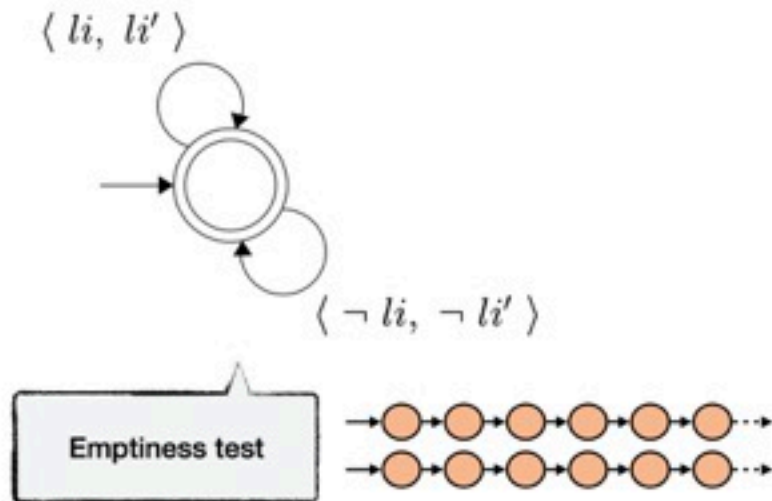 ⟨ li, li′ ⟩
⟨ ¬ li, ¬ li′ ⟩
Emptiness test